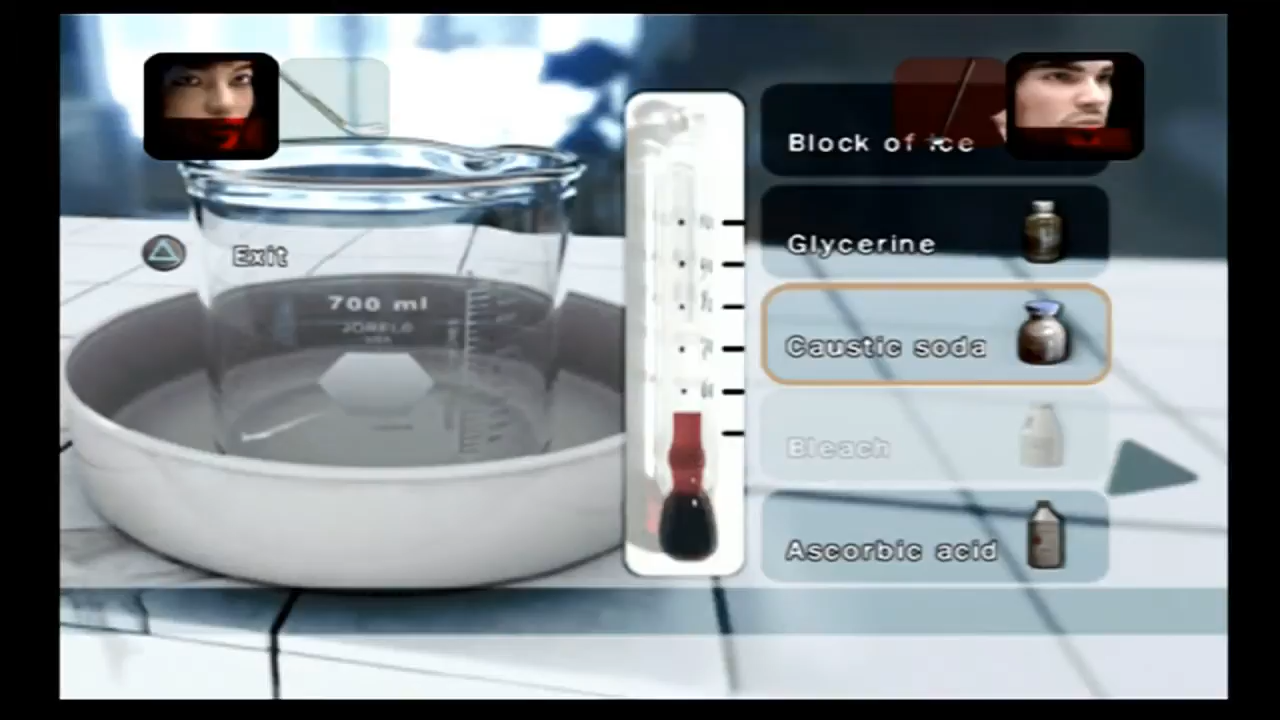 Block of ice
Glycerine
Exit
700 ml
Caustic soda
Bleach
Ascorbic acid